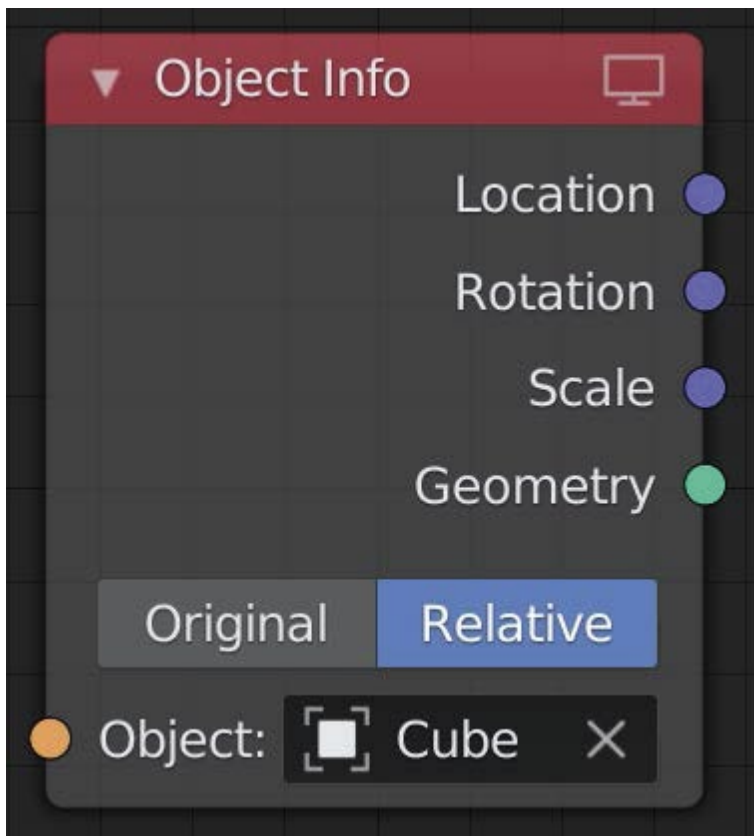 Object Info
Location
Rotation
Scale
Geometry
Original Relative
Object: Cube